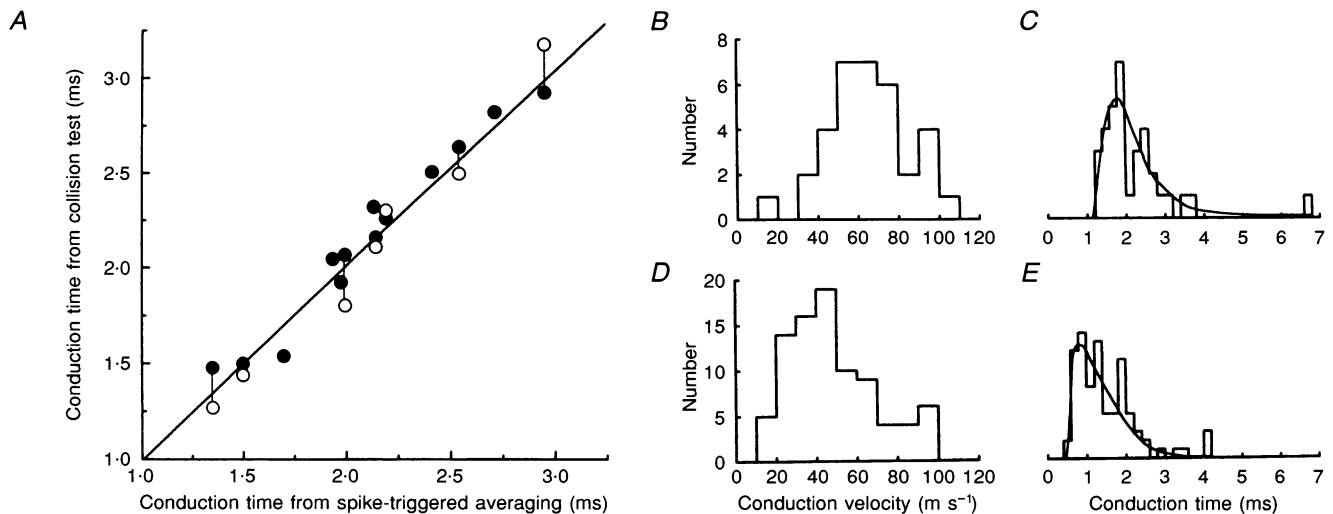 A
Conduction time from collision test (ms)
3·0
2·5
2·0
1·5
1·0
1·0 1·5 2·0 2·5 3·0
Conduction time from spike-triggered averaging (ms)
B
Number
8
6
4
2
0
0 20 40 60 80 100 120
C
0 1 2 3 4 5 6 7
D
Number
20
15
10
5
0
0 20 40 60 80 100 120
Conduction velocity (m s⁻¹)
E
0 1 2 3 4 5 6 7
Conduction time (ms)